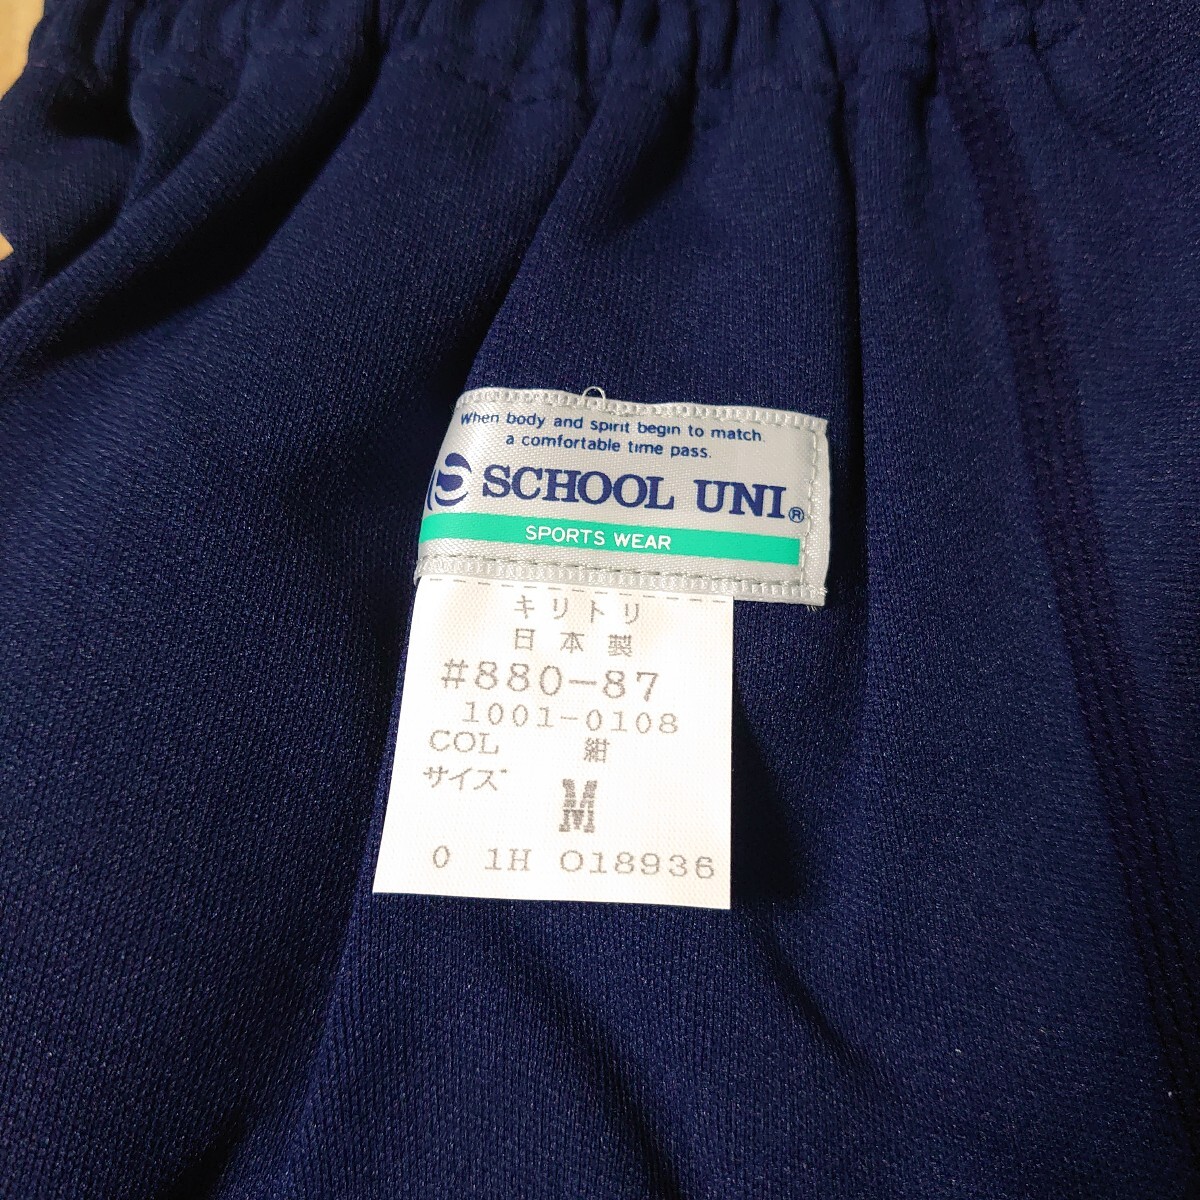 When body and spirit begin to match
a comfortable time pass.
S SCHOOL UNI®
SPORTS WEAR
キリトリ
日本製
#880-87
1001-0108
COL 紺
サイズ M
0 1H 018936